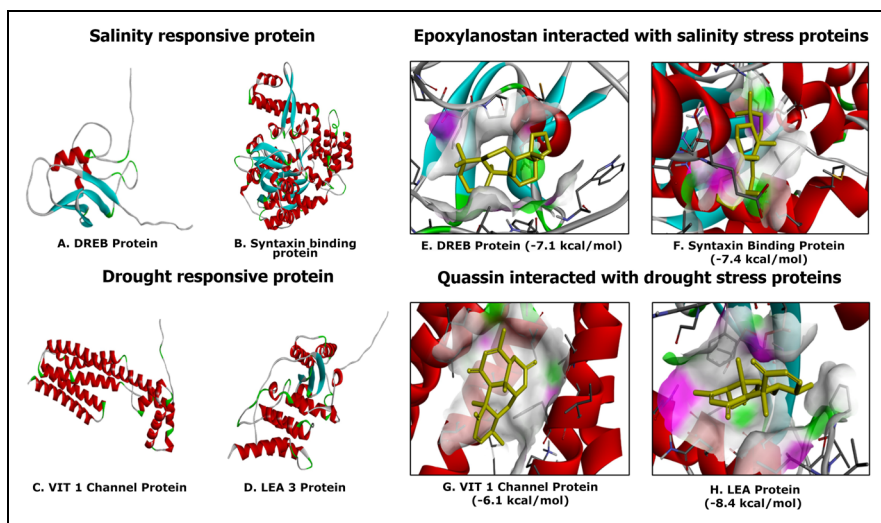 Salinity responsive protein
Epoxylanostan interacted with salinity stress proteins
A. DREB Protein
B. Syntaxin binding
protein
E. DREB Protein (-7.1 kcal/mol)
F. Syntaxin Binding Protein
(-7.4 kcal/mol)
Drought responsive protein
Quassin interacted with drought stress proteins
C. VIT 1 Channel Protein
D. LEA 3 Protein
G. VIT 1 Channel Protein
(-6.1 kcal/mol)
H. LEA Protein
(-8.4 kcal/mol)